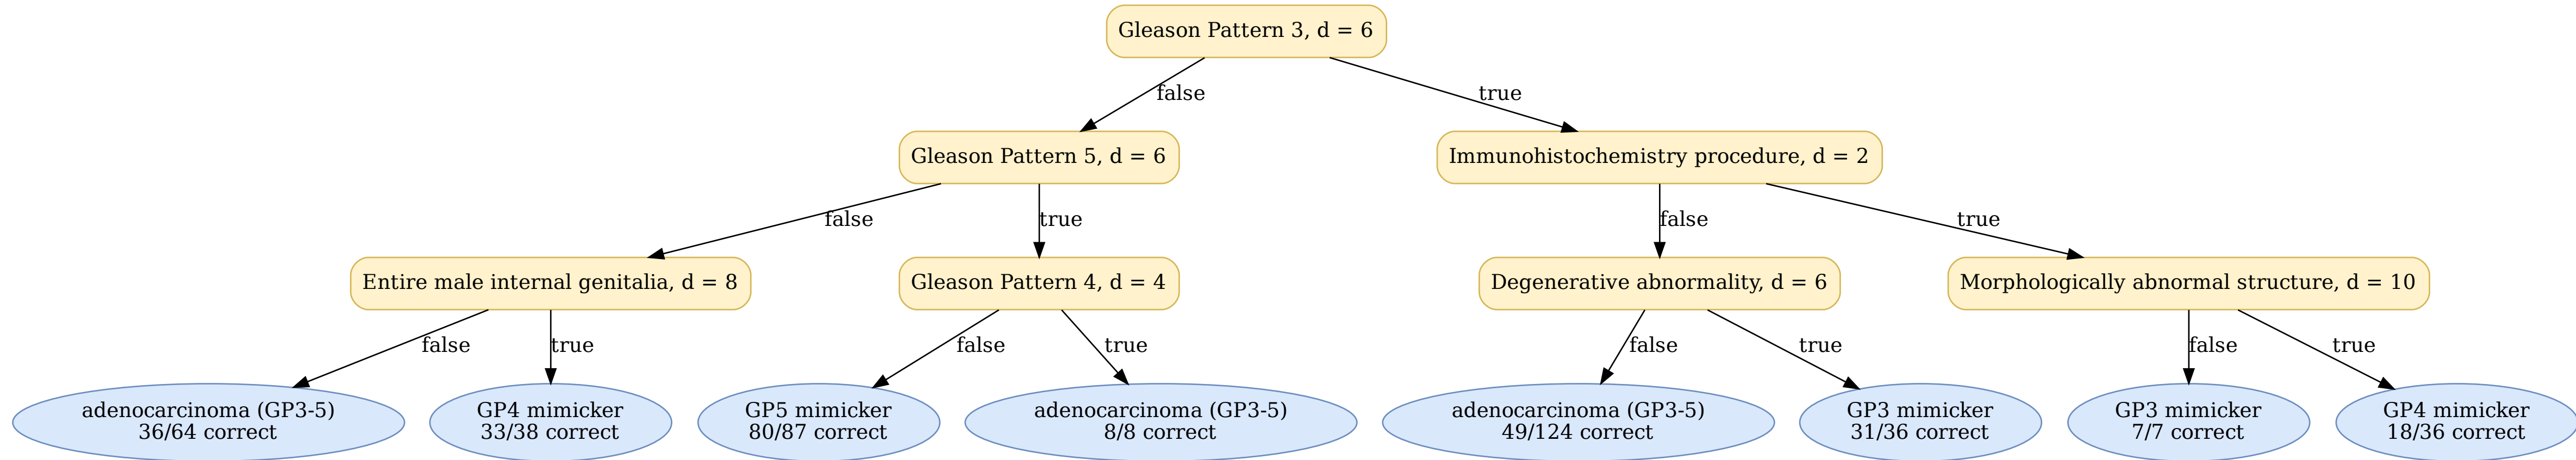 Gleason Pattern 3, d = 6
false
true
Gleason Pattern 5, d = 6
Immunohistochemistry procedure, d = 2
false
true
false
true
Entire male internal genitalia, d = 8
Gleason Pattern 4, d = 4
Degenerative abnormality, d = 6
Morphologically abnormal structure, d = 10
false
true
false
true
false
true
false
true
adenocarcinoma (GP3-5)
36/64 correct
GP4 mimicker
33/38 correct
GP5 mimicker
80/87 correct
adenocarcinoma (GP3-5)
8/8 correct
adenocarcinoma (GP3-5)
49/124 correct
GP3 mimicker
31/36 correct
GP3 mimicker
7/7 correct
GP4 mimicker
18/36 correct